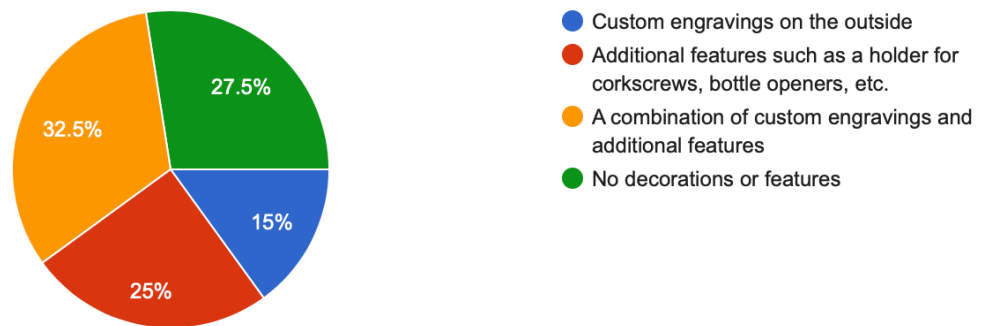 27.5%
32.5%
15%
25%
Custom engravings on the outside
Additional features such as a holder for
corkscrews, bottle openers, etc.
A combination of custom engravings and
additional features
No decorations or features